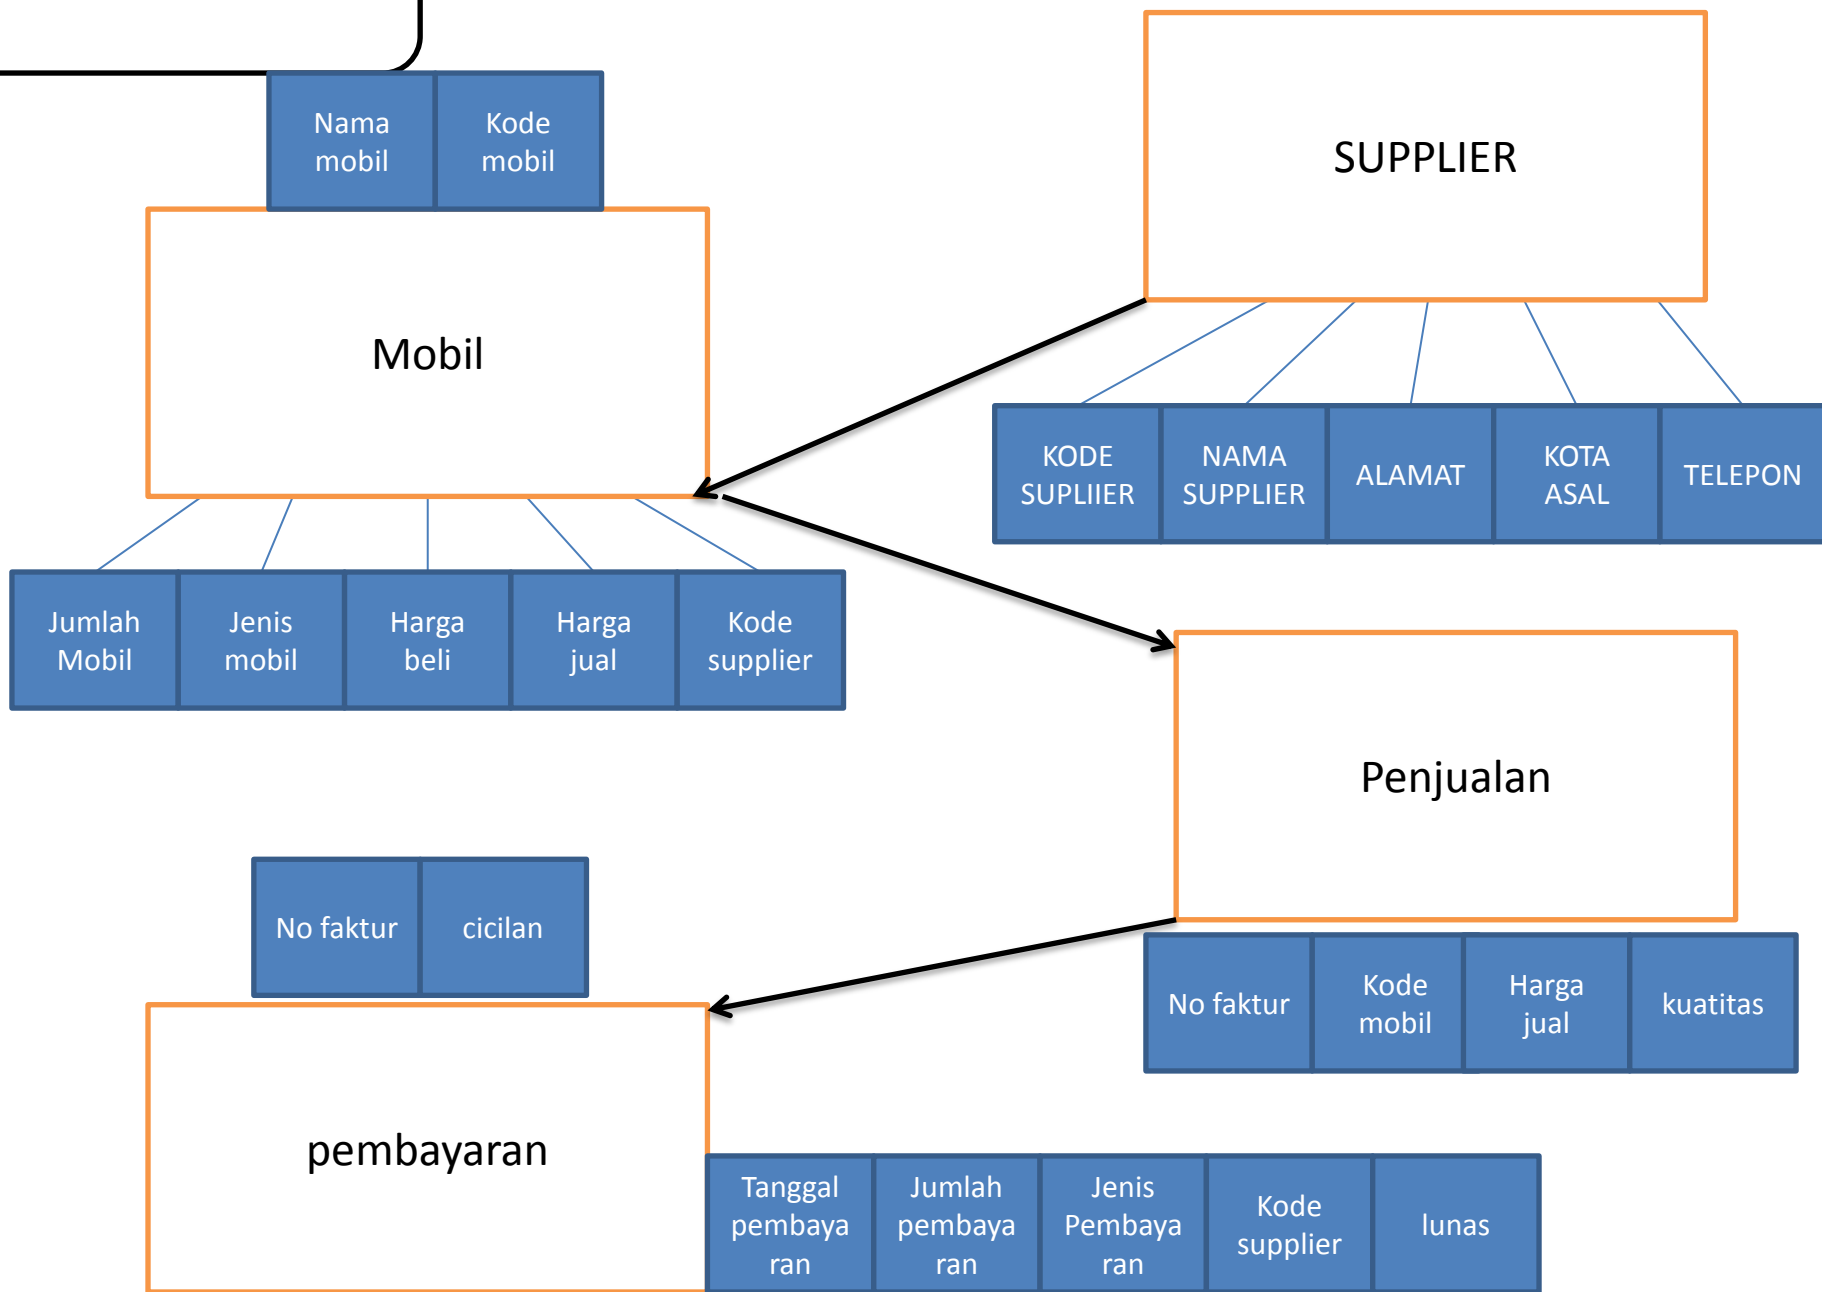 Nama
mobil
Kode
mobil
SUPPLIER
Mobil
KODE
SUPLIIER
NAMA
SUPPLIER
ALAMAT
KOTA
ASAL
TELEPON
Jumlah
Mobil
Jenis
mobil
Harga
beli
Harga
jual
Kode
supplier
Penjualan
No faktur
cicilan
No faktur
Kode
mobil
Harga
jual
kuatitas
pembayaran
Tanggal
pembaya
ran
Jumlah
pembaya
ran
Jenis
Pembaya
ran
Kode
supplier
lunas